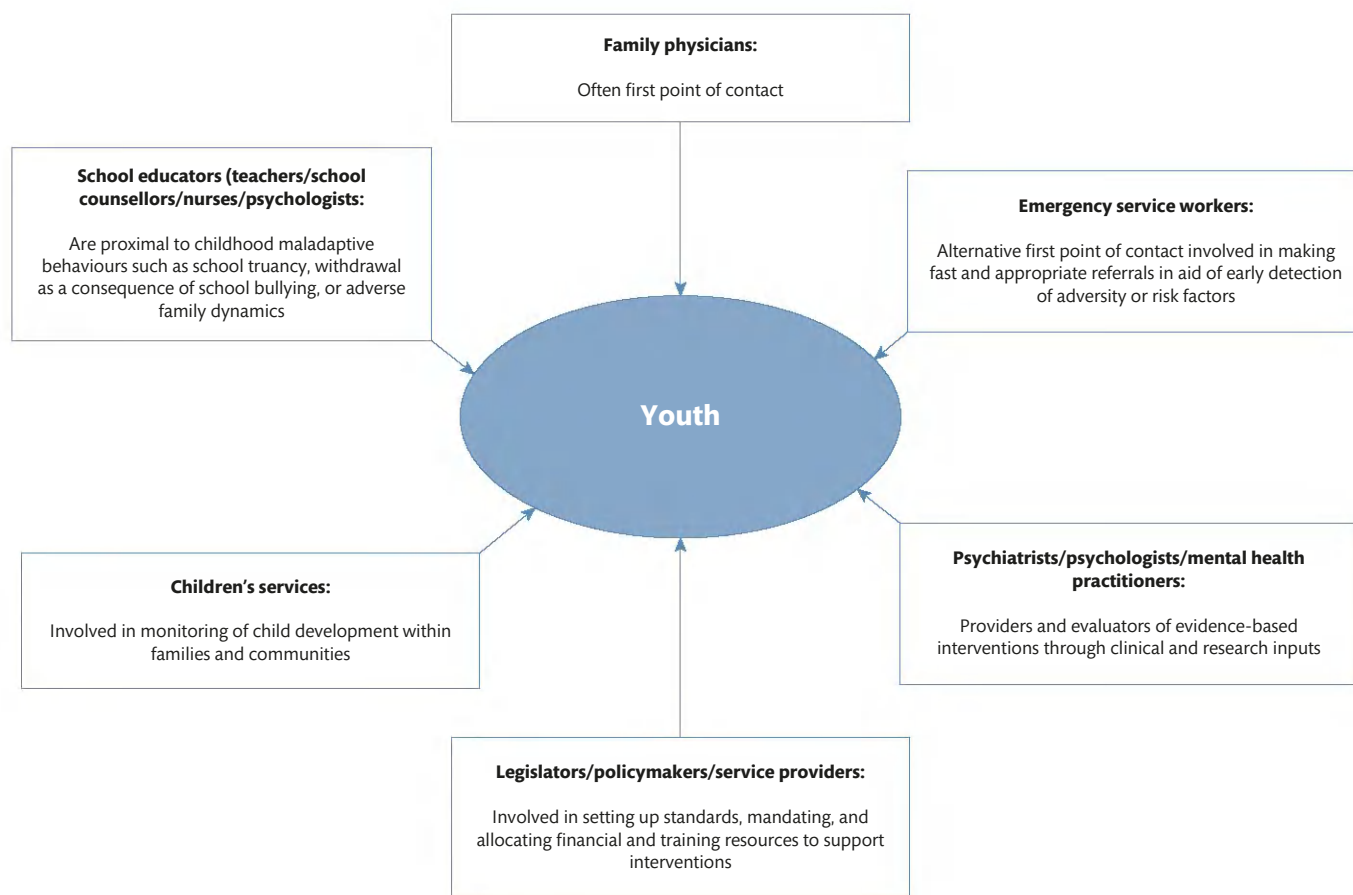 Family physicians:
Often first point of contact
School educators (teachers/school
counsellors/nurses/psychologists:
Are proximal to childhood maladaptive
behaviours such as school truancy, withdrawal
as a consequence of school bullying, or adverse
family dynamics
Emergency service workers:
Alternative first point of contact involved in making
fast and appropriate referrals in aid of early detection
of adversity or risk factors
Youth
Children’s services:
Involved in monitoring of child development within
families and communities
Psychiatrists/psychologists/mental health
practitioners:
Providers and evaluators of evidence-based
interventions through clinical and research inputs
Legislators/policymakers/service providers:
Involved in setting up standards, mandating, and
allocating financial and training resources to support
interventions